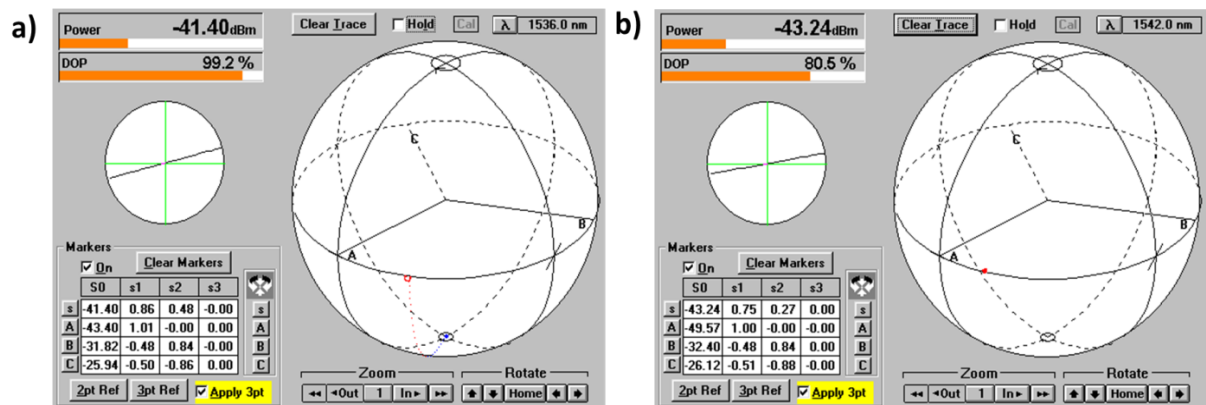 a)
Power -41.40dBm
DOP 99.2 %
Clear Trace Hold Cal λ 1536.0 nm
C
B
A
Markers
On Clear Markers
S0 s1 s2 s3
s -41.40 0.86 0.48 -0.00 s
A -43.40 1.01 -0.00 0.00 A
B -31.82 -0.48 0.84 -0.00 B
C -25.94 -0.50 -0.86 0.00 C
2pt Ref 3pt Ref Apply 3pt
Zoom Rotate
◂◂ ◂Out 1 In▸ ▸▸ Home
b)
Power -43.24dBm
DOP 80.5 %
Clear Trace Hold Cal λ 1542.0 nm
C
B
A
Markers
On Clear Markers
S0 s1 s2 s3
s -43.24 0.75 0.27 0.00 s
A -49.57 1.00 -0.00 -0.00 A
B -32.40 -0.48 0.84 0.00 B
C -26.12 -0.51 -0.88 0.00 C
2pt Ref 3pt Ref Apply 3pt
Zoom Rotate
◂◂ ◂Out 1 In▸ ▸▸ Home